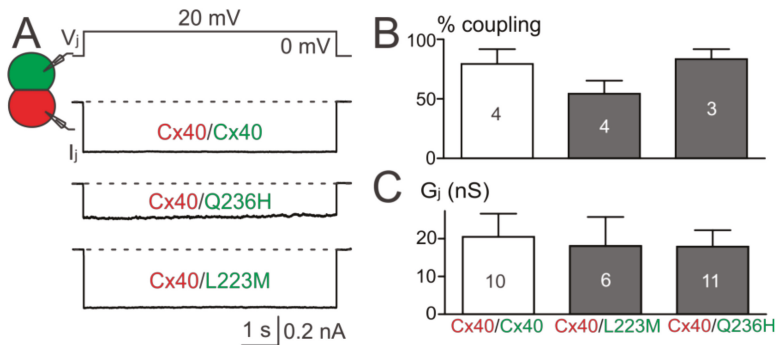 A
20 mV
Vj
0 mV
Cx40/Cx40
Ij
Cx40/Q236H
Cx40/L223M
1 s
0.2 nA
B
% coupling
100
50
0
4
4
3
C
Gj (nS)
20
10
0
10
6
11
Cx40/Cx40
Cx40/L223M
Cx40/Q236H